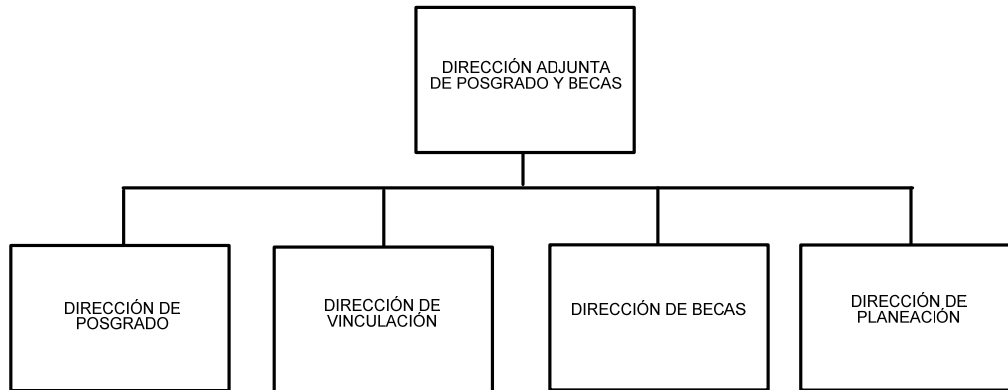 DIRECCIÓN ADJUNTA
DE POSGRADO Y BECAS
DIRECCIÓN DE
POSGRADO
DIRECCIÓN DE
VINCULACIÓN
DIRECCIÓN DE BECAS
DIRECCIÓN DE
PLANEACIÓN